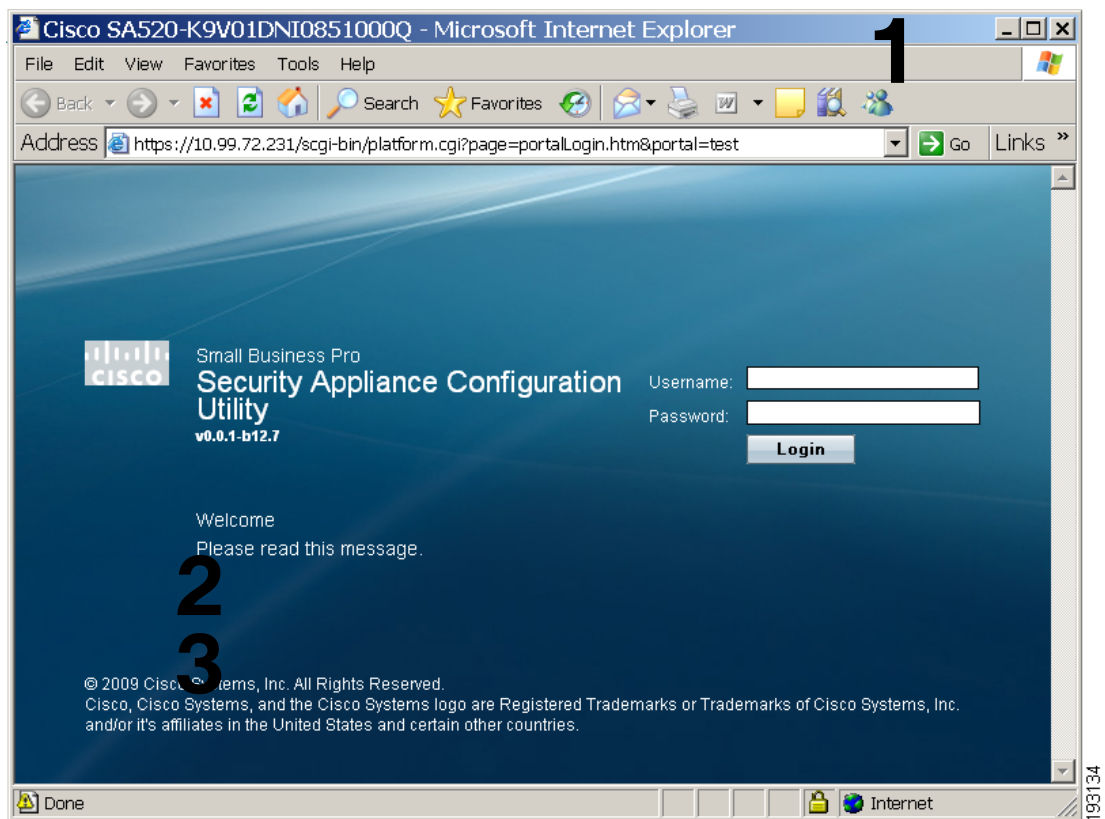 Cisco SA520-K9V01DNI0851000Q - Microsoft Internet Explorer
1
File Edit View Favorites Tools Help
Back Search Favorites W
Address https://10.99.72.231/scgi-bin/platform.cgi?page=portalLogin.htm&portal=test Go Links »
CISCO
Small Business Pro
Security Appliance Configuration
Utility
v0.0.1-b12.7
Username:
Password:
Login
Welcome
Please read this message.
2
3
© 2009 Cisco Systems, Inc. All Rights Reserved.
Cisco, Cisco Systems, and the Cisco Systems logo are Registered Trademarks or Trademarks of Cisco Systems, Inc.
and/or it's affiliates in the United States and certain other countries.
Done Internet
193134